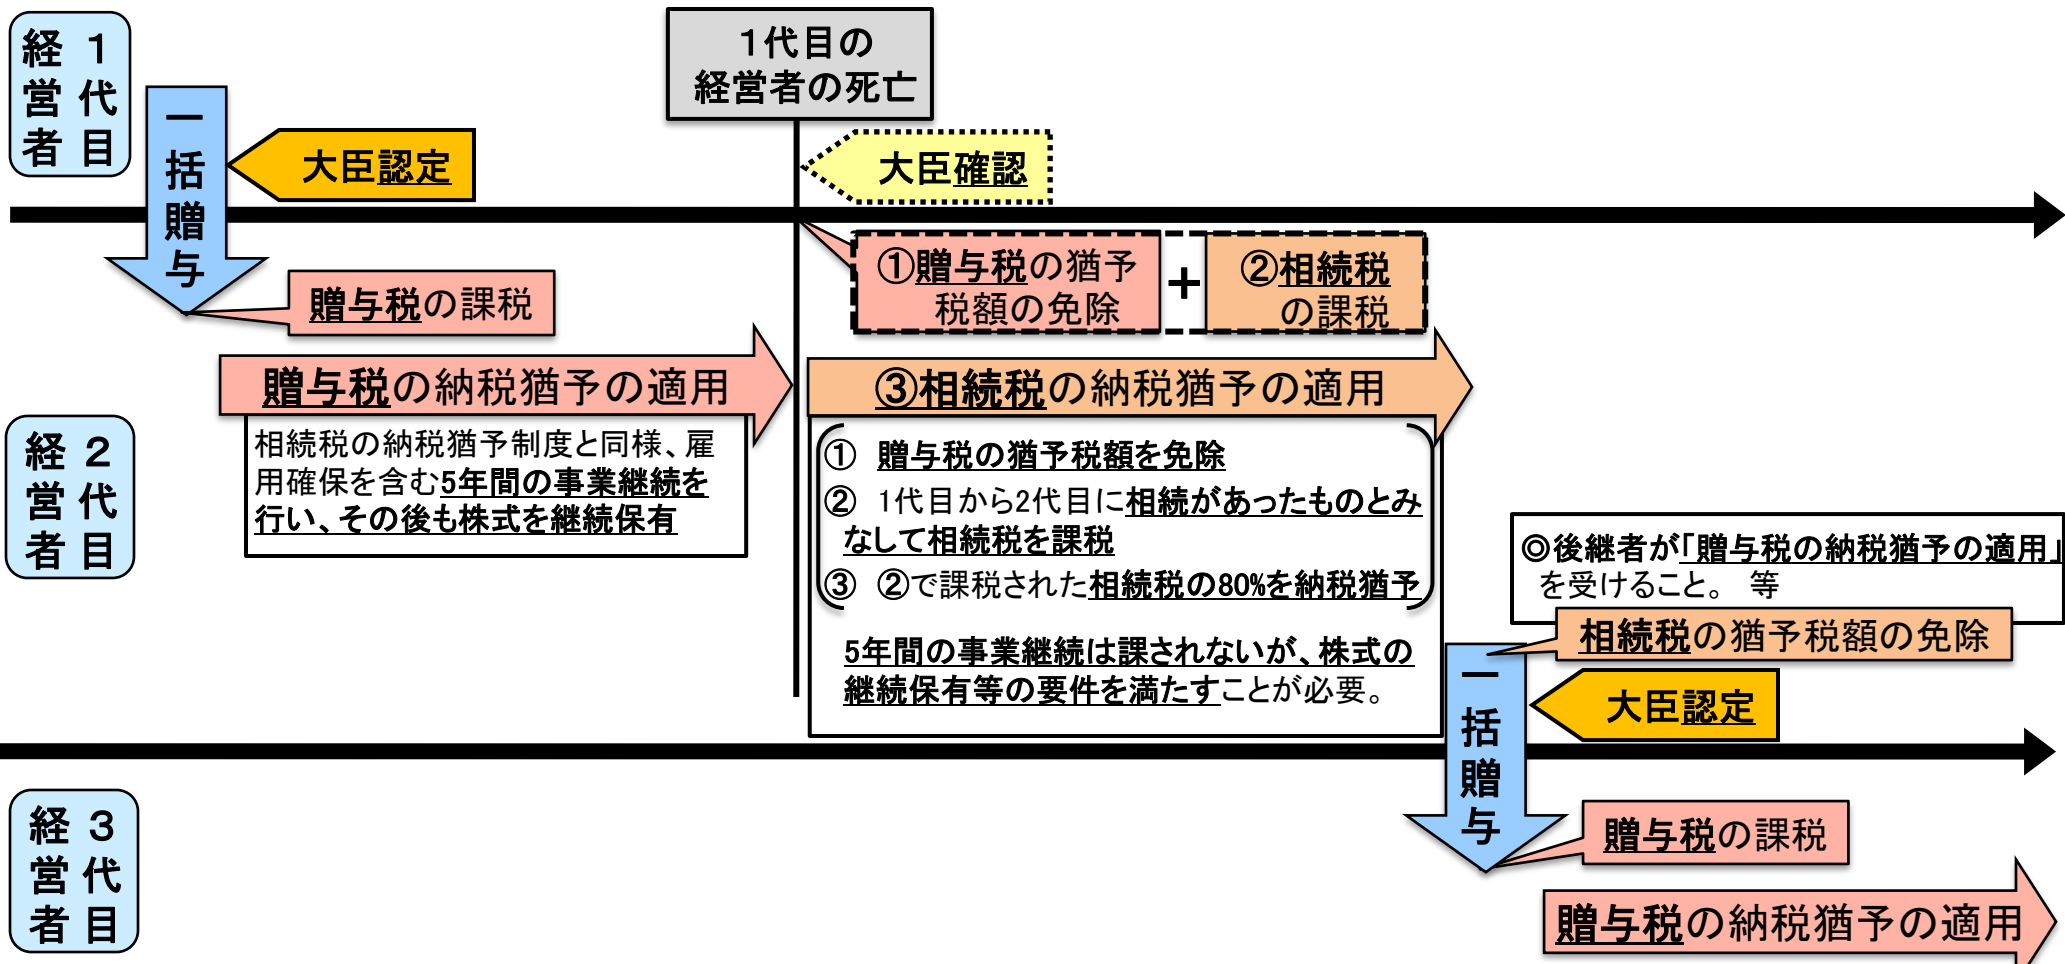 1代目
経営者
1代目の
経営者の死亡
一括贈与
大臣認定
大臣確認
贈与税の課税
①贈与税の猶予
税額の免除
+
②相続税
の課税
贈与税の納税猶予の適用
③相続税の納税猶予の適用
2代目
経営者
相続税の納税猶予制度と同様、雇
用確保を含む5年間の事業継続を
行い、その後も株式を継続保有
① 贈与税の猶予税額を免除
② 1代目から2代目に相続があったものとみ
なして相続税を課税
③ ②で課税された相続税の80%を納税猶予
5年間の事業継続は課されないが、株式の
継続保有等の要件を満たすことが必要。
◎後継者が「贈与税の納税猶予の適用」
を受けること。 等
相続税の猶予税額の免除
一括贈与
大臣認定
3代目
経営者
贈与税の課税
贈与税の納税猶予の適用